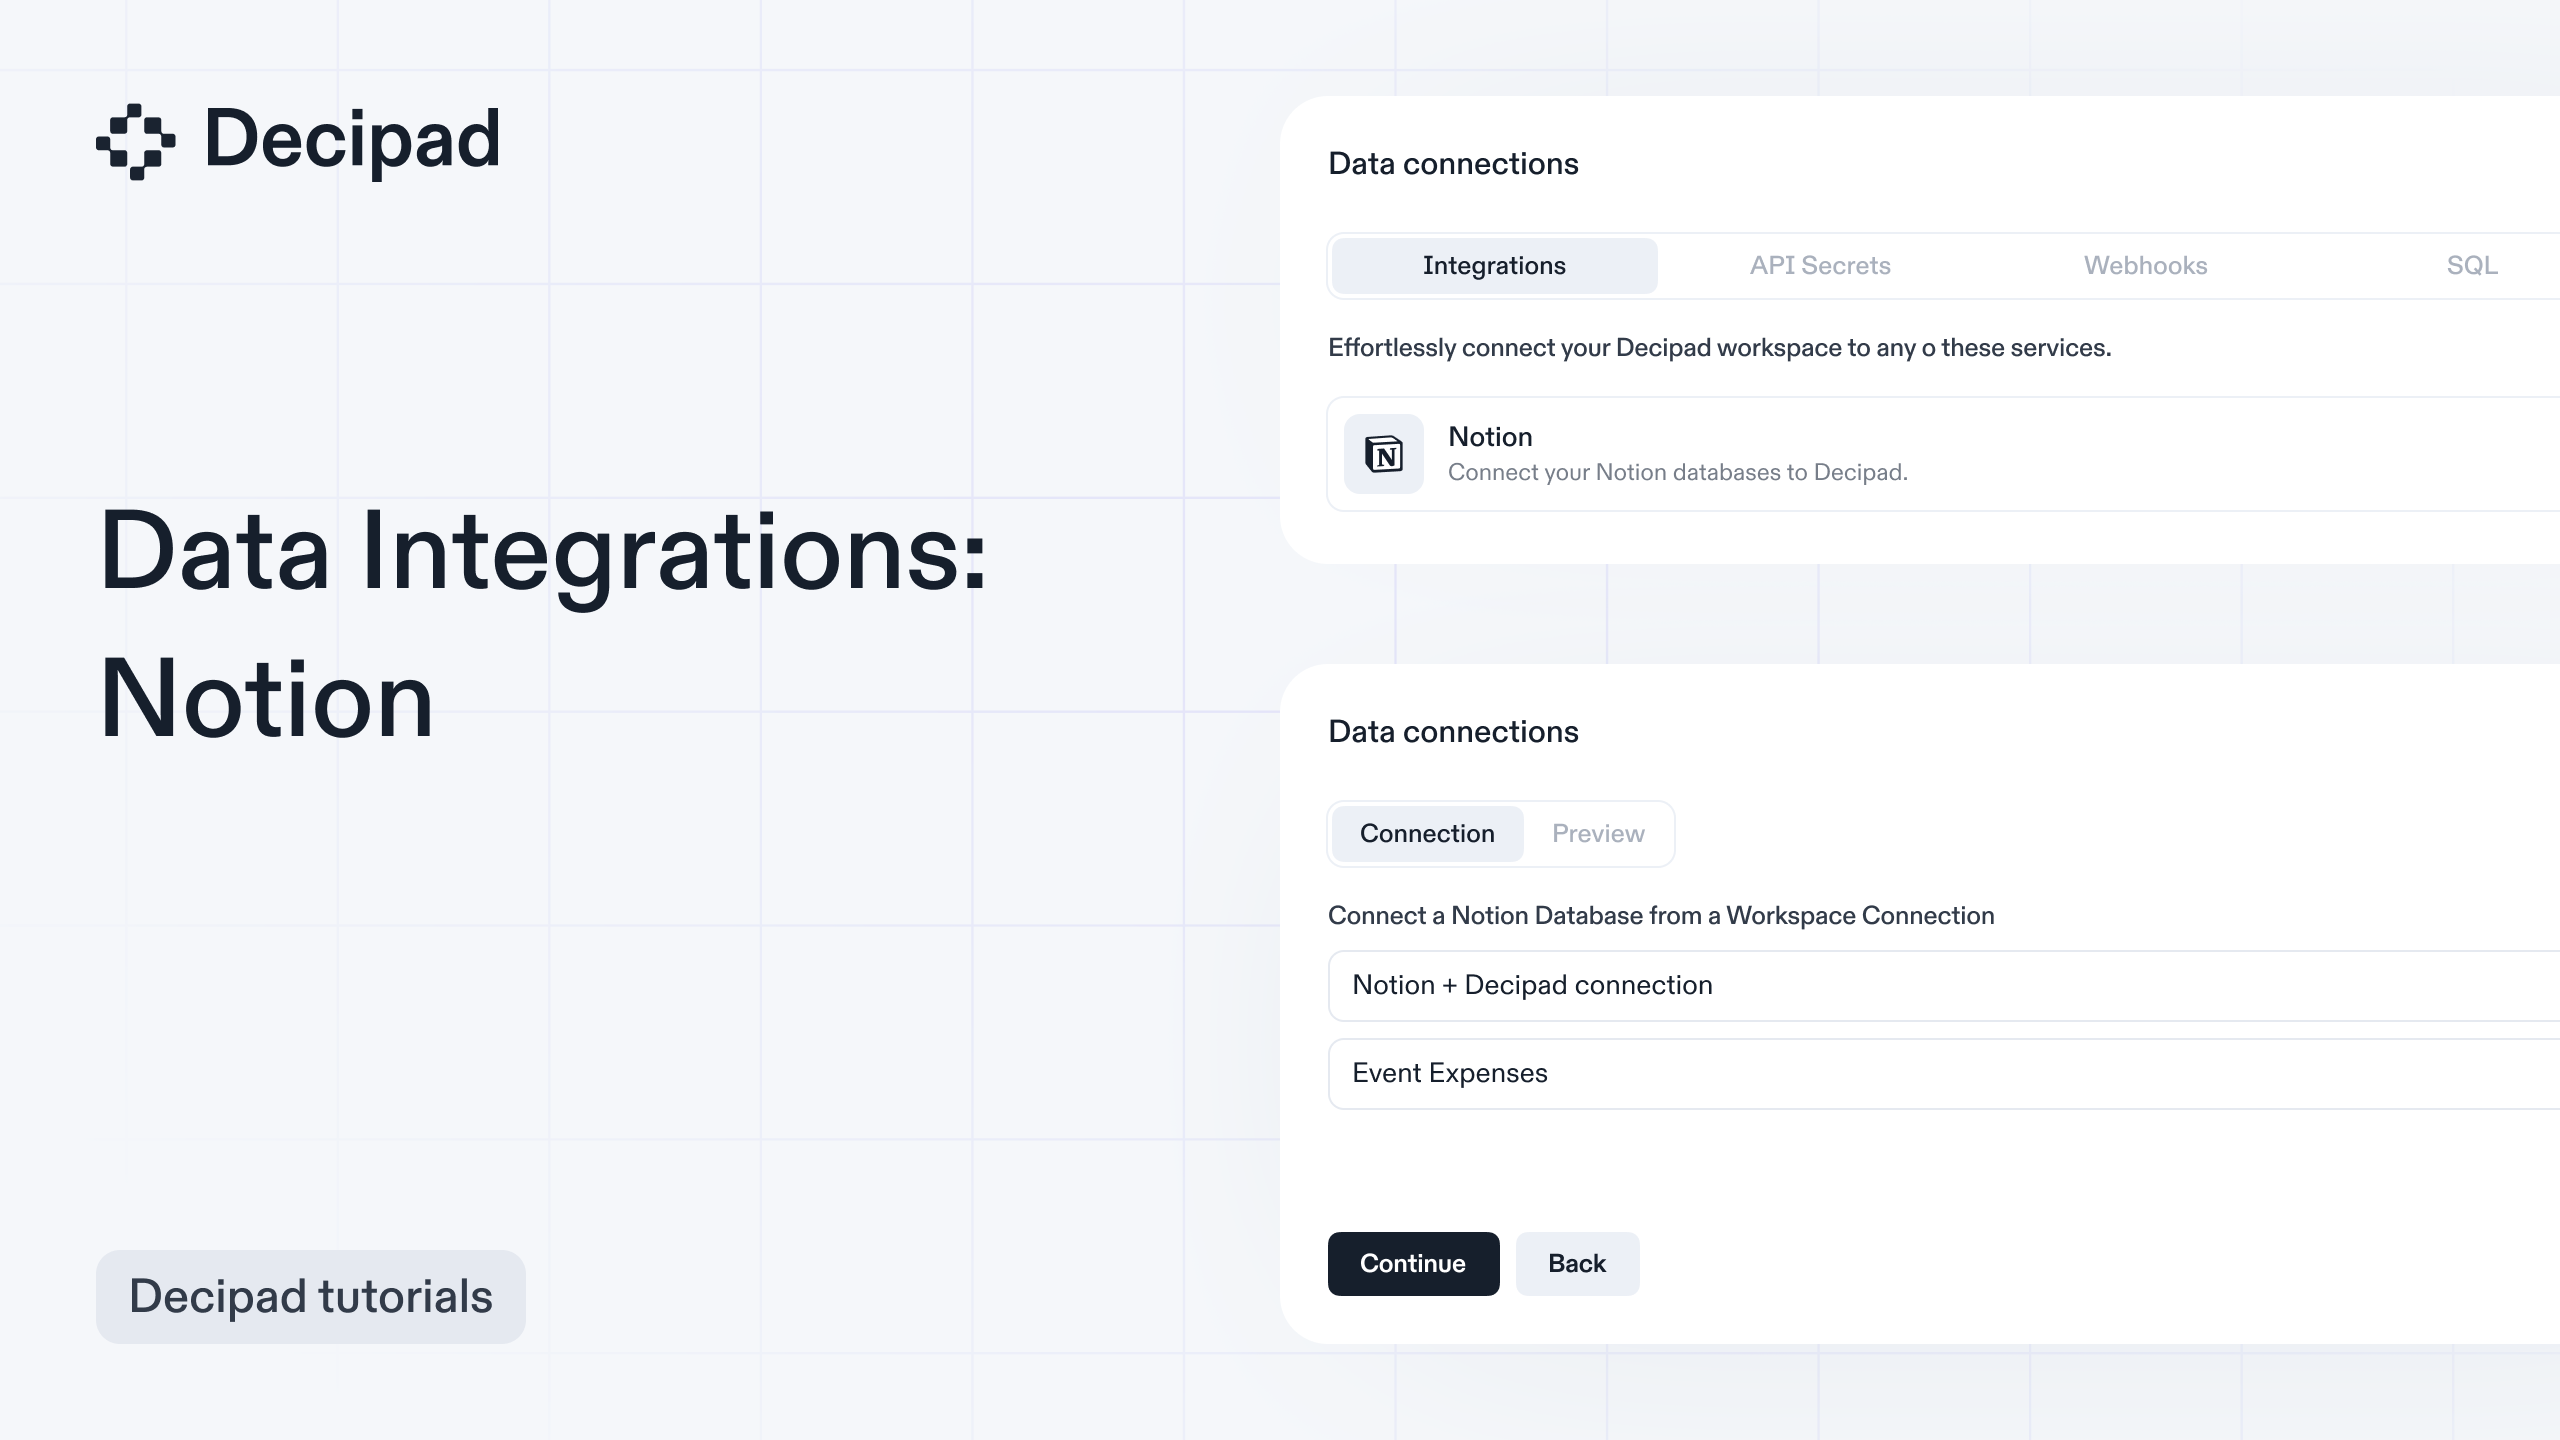 Decipad
Data Integrations:
Notion
Decipad tutorials
Data connections
Integrations API Secrets Webhooks SQL
Effortlessly connect your Decipad workspace to any o these services.
N
Notion
Connect your Notion databases to Decipad.
Data connections
Connection Preview
Connect a Notion Database from a Workspace Connection
Notion + Decipad connection
Event Expenses
Continue Back